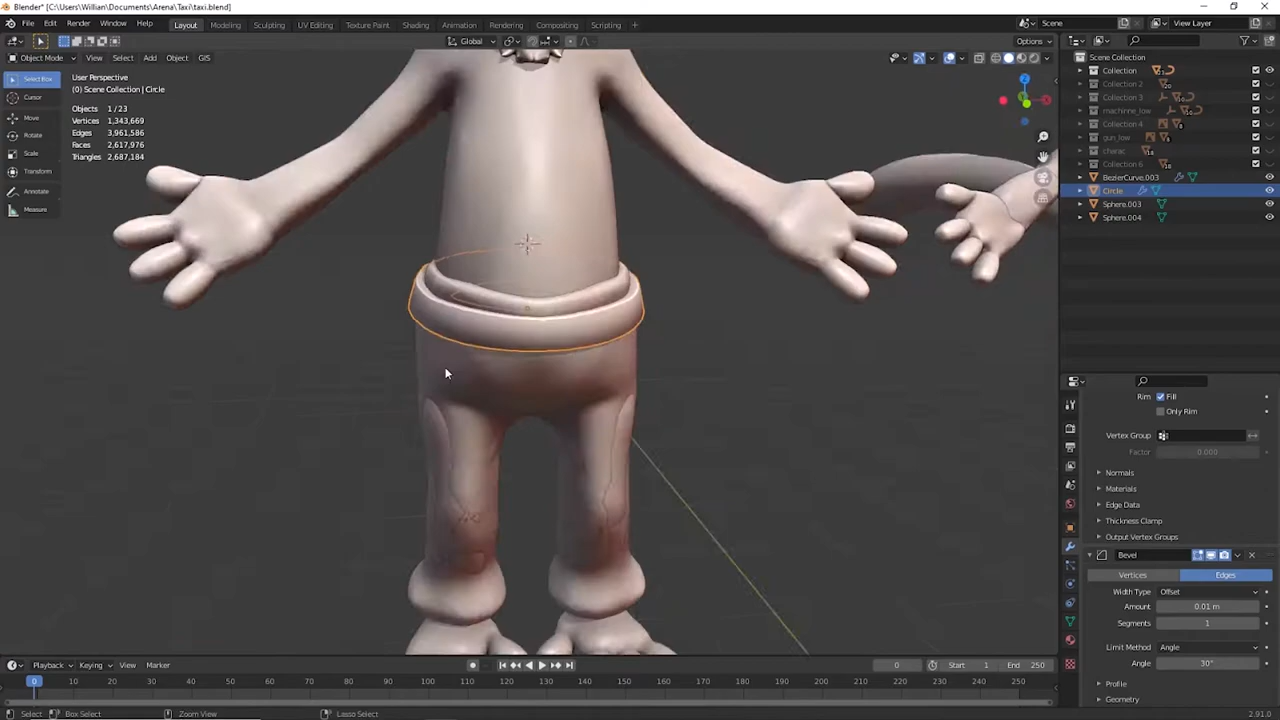 Blender* [C:\Users\Willian\Documents\Arena\Taxi\taxi.blend]
File Edit Render Window Help Layout Modeling Sculpting UV Editing Texture Paint Shading Animation Rendering Compositing Scripting Scene View Layer
Global Options
Object Mode View Select Add Object GIS
Select Box
Cursor
Move
Rotate
Scale
Transform
Annotate
Measure
User Perspective
(0) Scene Collection | Circle
Objects 1/23
Vertices 1,343,669
Edges 3,961,586
Faces 2,617,976
Triangles 2,687,184
Scene Collection
Collection
Collection 2
Collection 3
machinne_low
Collection 4
gun_low
charac
Collection 6
BezierCurve.003
Circle
Sphere.003
Sphere.004
Rim Fill
Only Rim
Vertex Group
Factor 0.000
Normals
Materials
Edge Data
Thickness Clamp
Output Vertex Groups
Bevel
Vertices Edges
Width Type Offset
Amount 0.01 m
Segments 1
Limit Method Angle
Angle 30°
Profile
Geometry
Playback Keying View Marker 0 Start 1 End 250
0 10 20 30 40 50 60 70 80 90 100 110 120 130 140 150 160 170 180 190 200 210 220 230 240 250
Select Box Select Zoom View Lasso Select 2.91.0